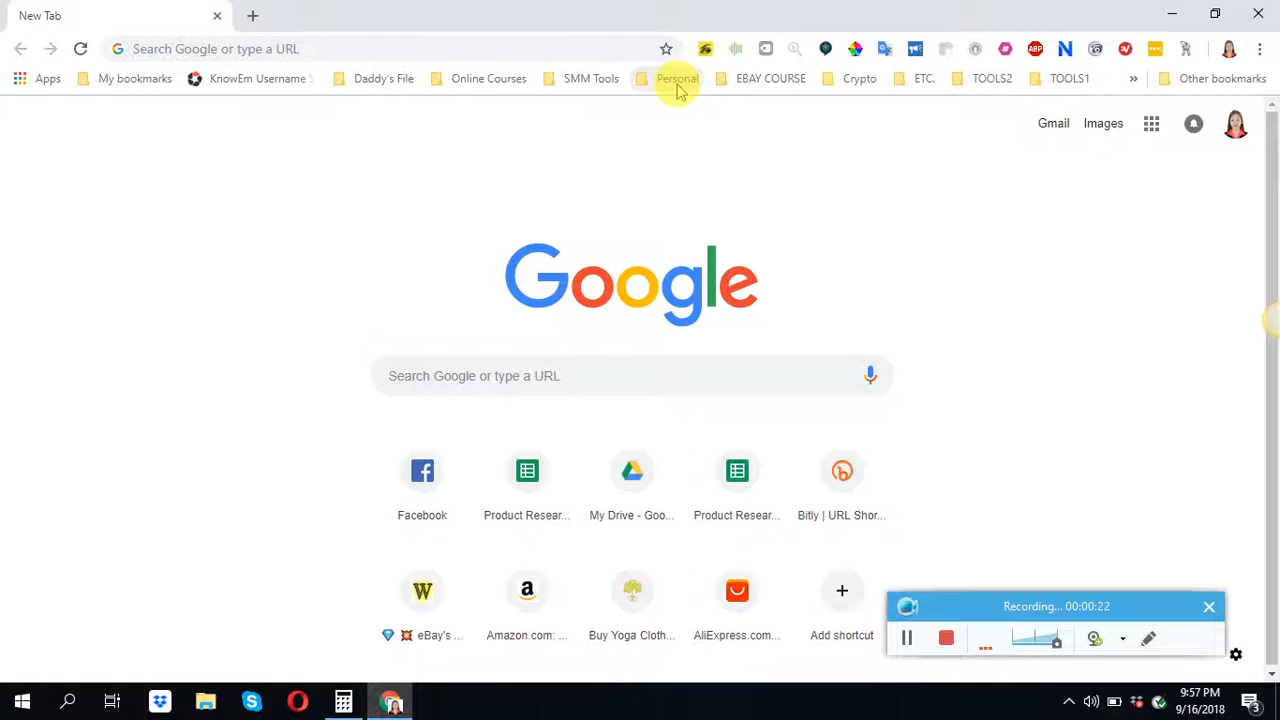 New Tab
Search Google or type a URL
ABP
Apps My bookmarks KnowEm Username S Daddy's File Online Courses SMM Tools Personal EBAY COURSE Crypto ETC. TOOLS2 TOOLS1 » Other bookmarks
Gmail Images
Google
Search Google or type a URL
Facebook Product Resear... My Drive - Goo... Product Resear... Bitly | URL Shor...
eBay's ... Amazon.com: ... Buy Yoga Cloth... AliExpress.com... Add shortcut
Recording... 00:00:22
9:57 PM
9/16/2018
3